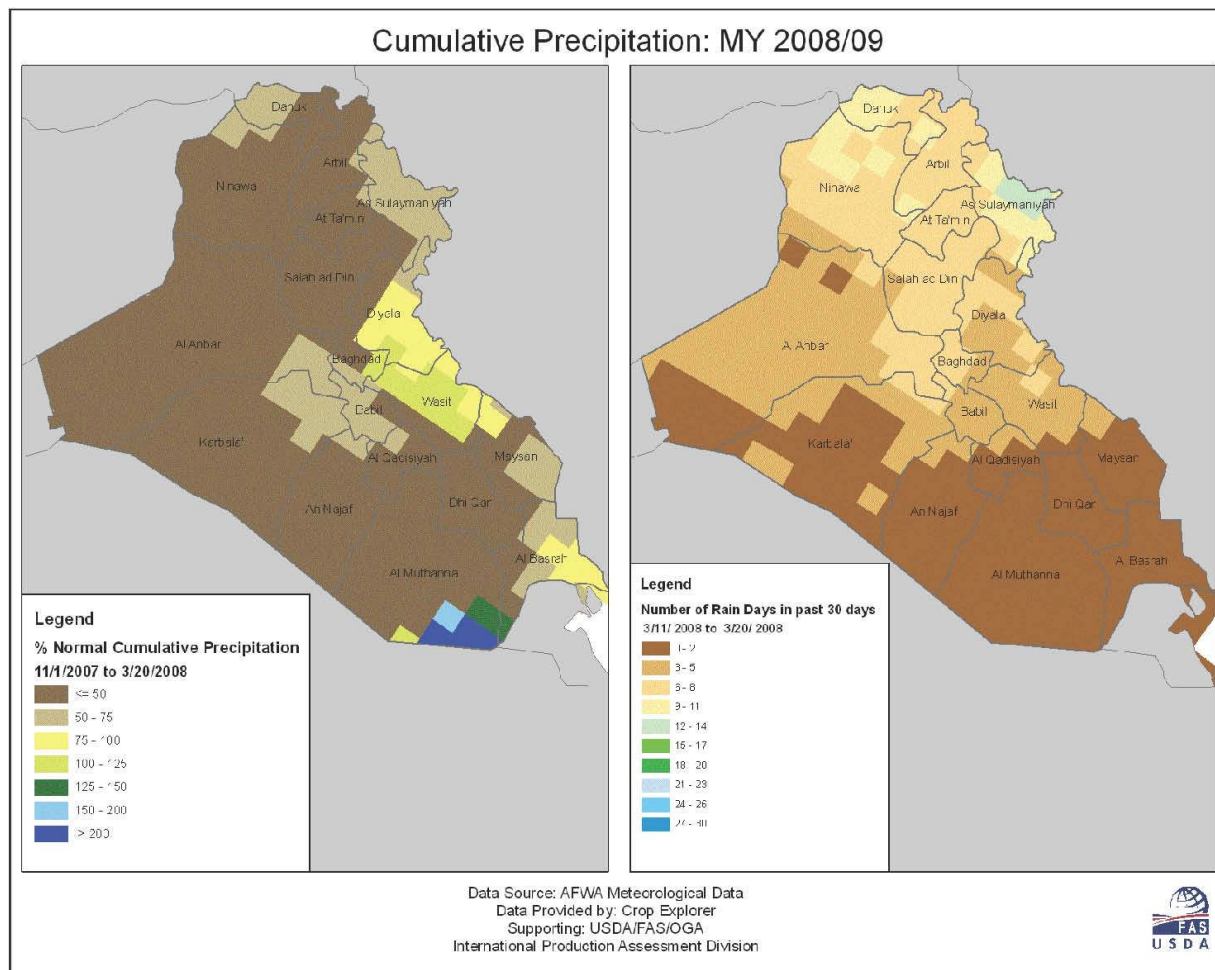 Cumulative Precipitation: MY 2008/09
Dahuk
Ninawa
Arbil
As Sulaymaniyah
At Ta'min
Salah ad Din
Diyala
Al Anbar
Baghdad
Wasit
Babil
Karbala'
Al Qadisiyah
Maysan
An Najaf
Dhi Qar
Al Basrah
Al Muthanna
Legend
% Normal Cumulative Precipitation
11/1/2007 to 3/20/2008
<= 50
50 - 75
75 - 100
100 - 125
125 - 150
150 - 200
> 200
Dahuk
Arbil
Ninawa
As Sulaymaniyah
At Ta'min
Salah ad Din
Diyala
Al Anbar
Baghdad
Wasit
Babil
Karbala'
Al Qadisiyah
Maysan
An Najaf
Dhi Qar
Al Basrah
Al Muthanna
Legend
Number of Rain Days in past 30 days
3/11/ 2008 to 3/20/ 2008
1 - 2
3 - 5
6 - 8
9 - 11
12 - 14
15 - 17
18 - 20
21 - 23
24 - 26
27 - 30
Data Source: AFWA Meteorological Data
Data Provided by: Crop Explorer
Supporting: USDA/FAS/OGA
International Production Assessment Division
FAS
USDA